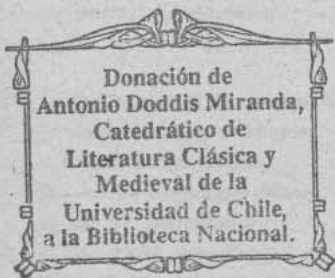 Donación de
Antonio Doddis Miranda,
Catedrático de
Literatura Clásica y
Medieval de la
Universidad de Chile,
a la Biblioteca Nacional.